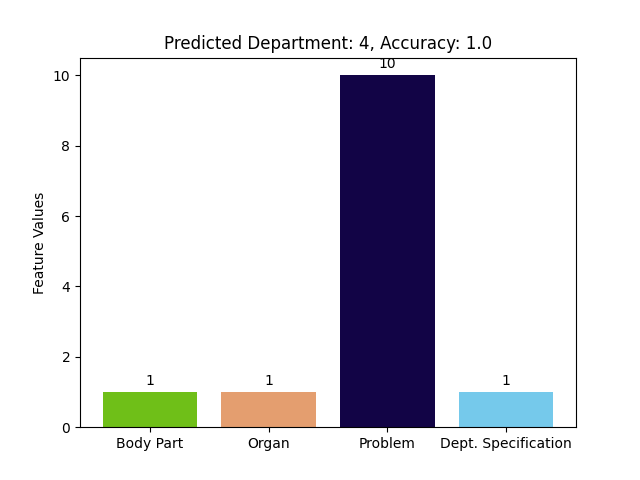 Predicted Department: 4, Accuracy: 1.0
10
10
8
6
4
2
0
Feature Values
1
1
1
Body Part
Organ
Problem
Dept. Specification